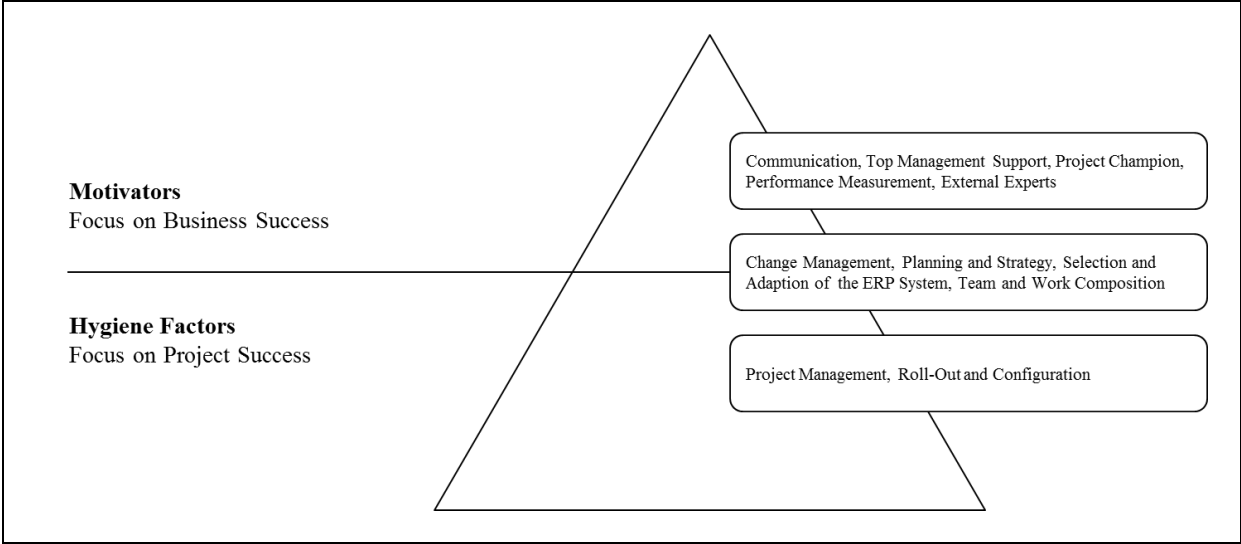 Motivators
Focus on Business Success
Hygiene Factors
Focus on Project Success
Communication, Top Management Support, Project Champion,
Performance Measurement, External Experts
Change Management, Planning and Strategy, Selection and
Adaption of the ERP System, Team and Work Composition
Project Management, Roll-Out and Configuration